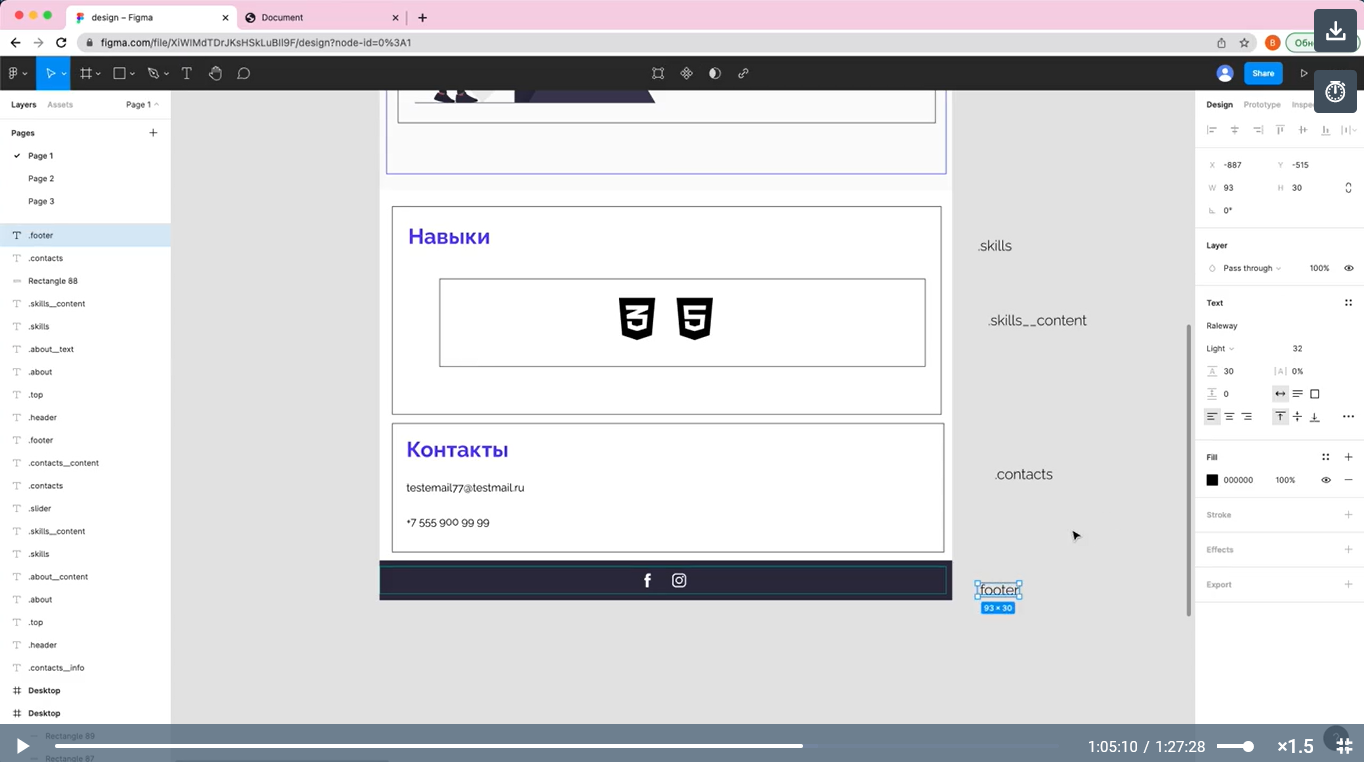 design – Figma
Document
figma.com/file/XiWIMdTDrJKsHSkLuBIl9F/design?node-id=0%3A1
B
Share
Layers
Assets
Page 1
Pages
Page 1
Page 2
Page 3
.footer
.contacts
Rectangle 88
.skills__content
.skills
.about__text
.about
.top
.header
.footer
.contacts__content
.contacts
.slider
.skills__content
.skills
.about__content
.about
.top
.header
.contacts__info
Desktop
Desktop
Rectangle 89
Rectangle 87
Навыки
3
5
Контакты
testemail77@testmail.ru
+7 555 900 99 99
f
.skills
.skills__content
.contacts
.footer
93 × 30
Design
Prototype
X -887
Y -515
W 93
H 30
0°
Layer
Pass through
100%
Text
Raleway
Light
32
30
0%
0
Fill
000000
100%
Stroke
Effects
Export
1:05:10 / 1:27:28
×1.5